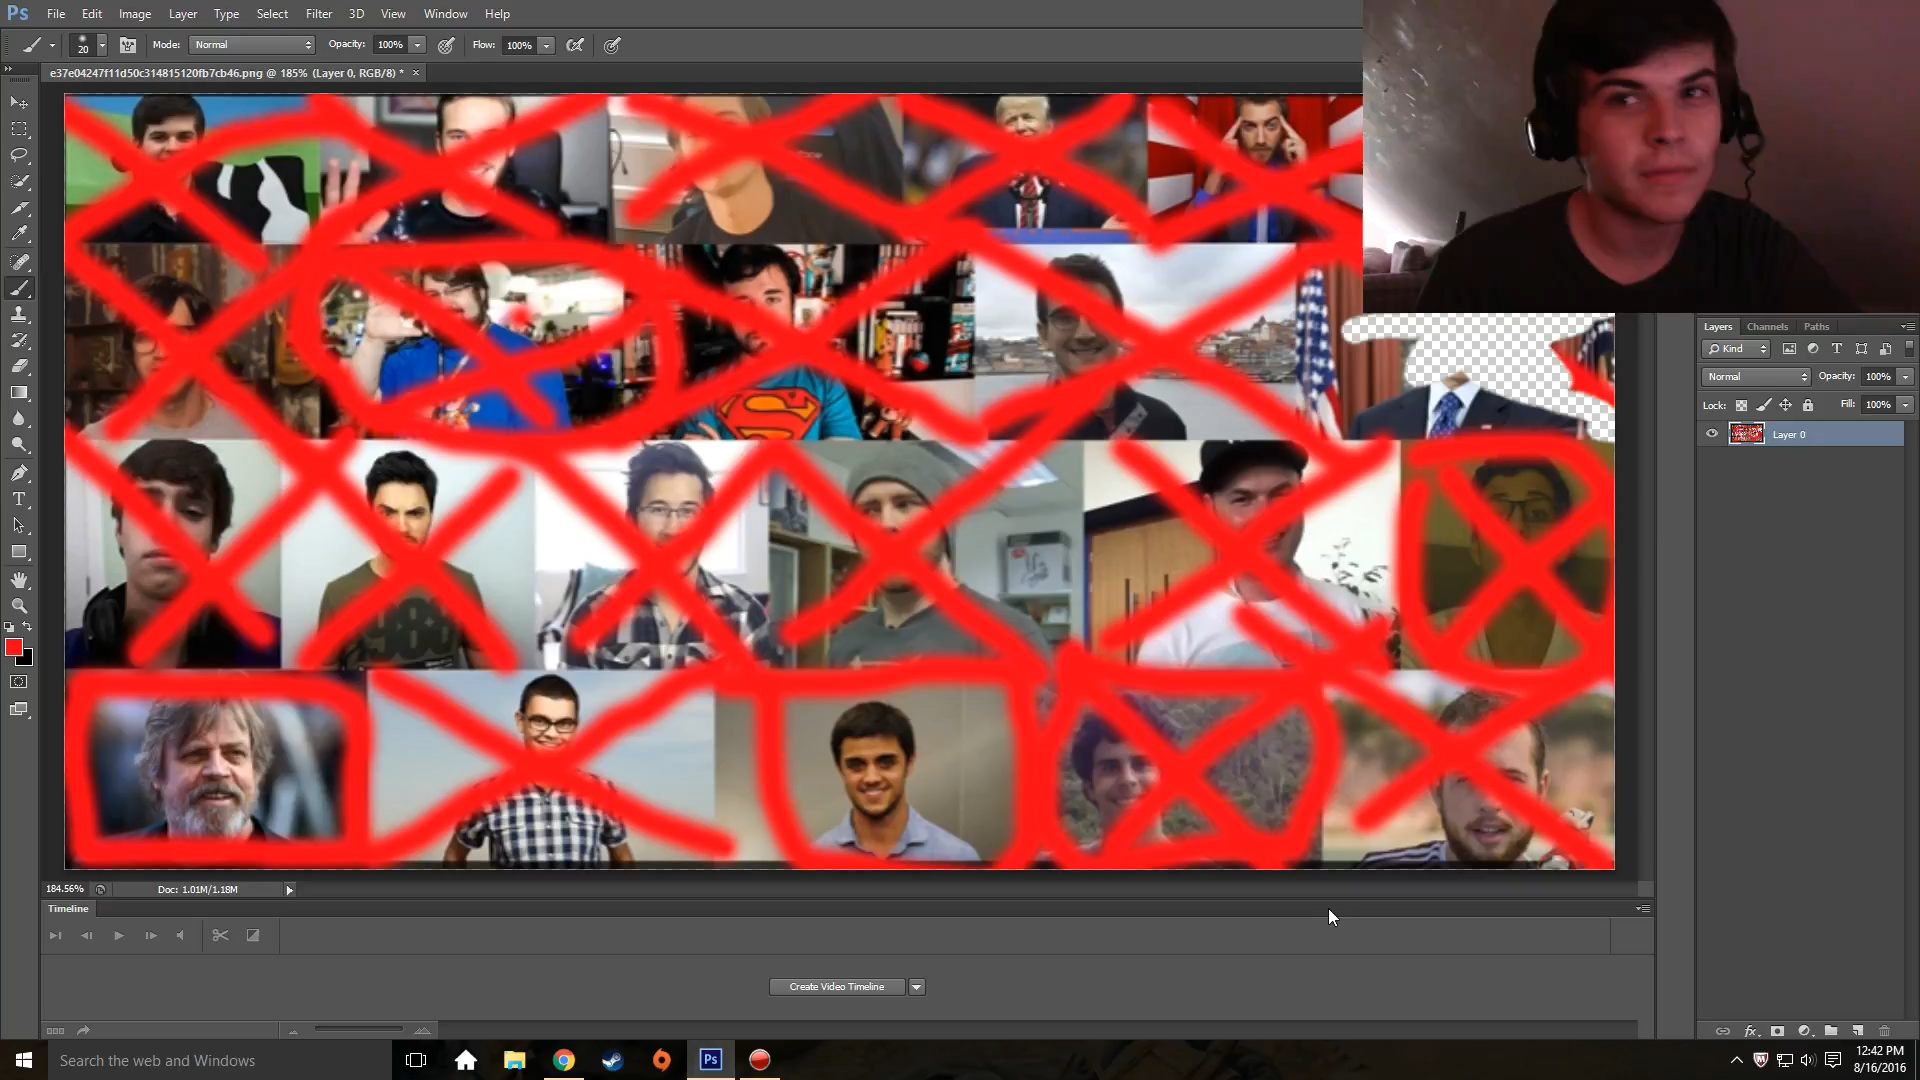 Ps File Edit Image Layer Type Select Filter 3D View Window Help
20 Mode: Normal Opacity: 100% Flow: 100%
e37e04247f11d50c314815120fb7cb46.png @ 185% (Layer 0, RGB/8) * ×
Layers Channels Paths
Kind
Normal Opacity: 100%
Lock: Fill: 100%
Layer 0
184.56% Doc: 1.01M/1.18M
Timeline
Create Video Timeline
Search the web and Windows
Ps
12:42 PM
8/16/2016